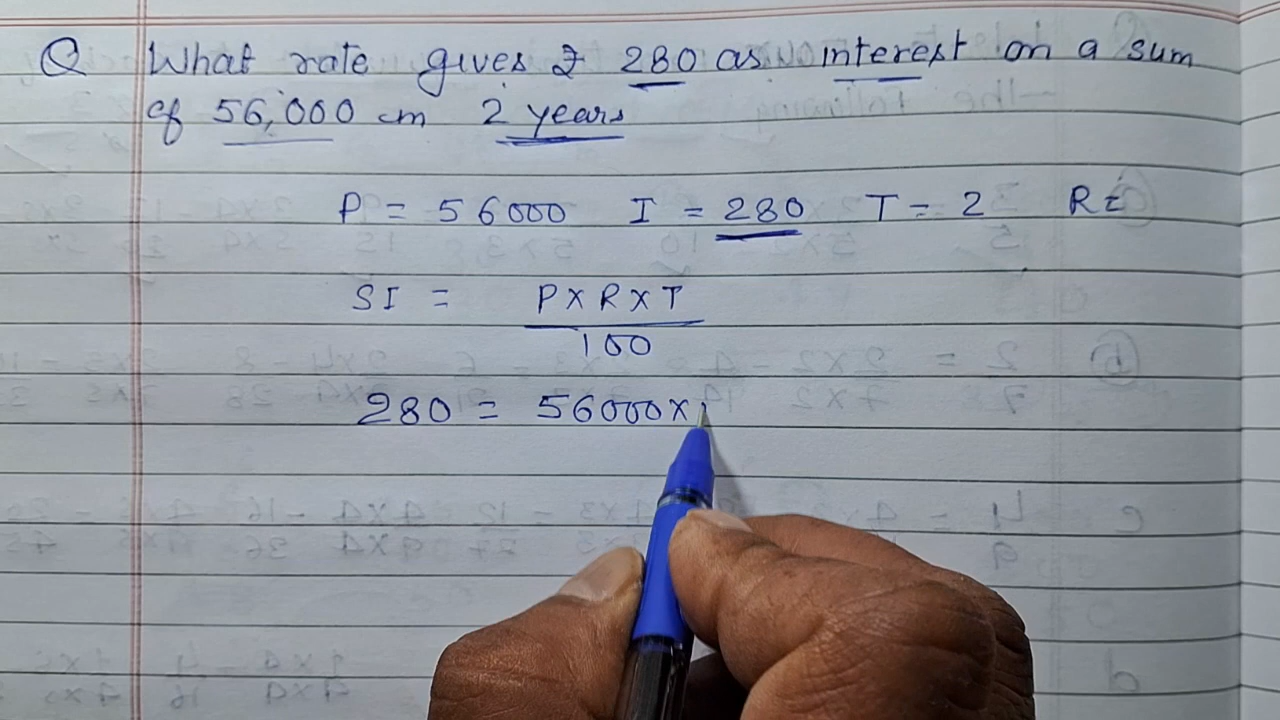 Q What rate gives ₹ 280 as interest on a sum
of 56,000 in 2 years
P = 56000 I = 280 T = 2 R =
SI = P × R × T
100
280 = 56000 ×